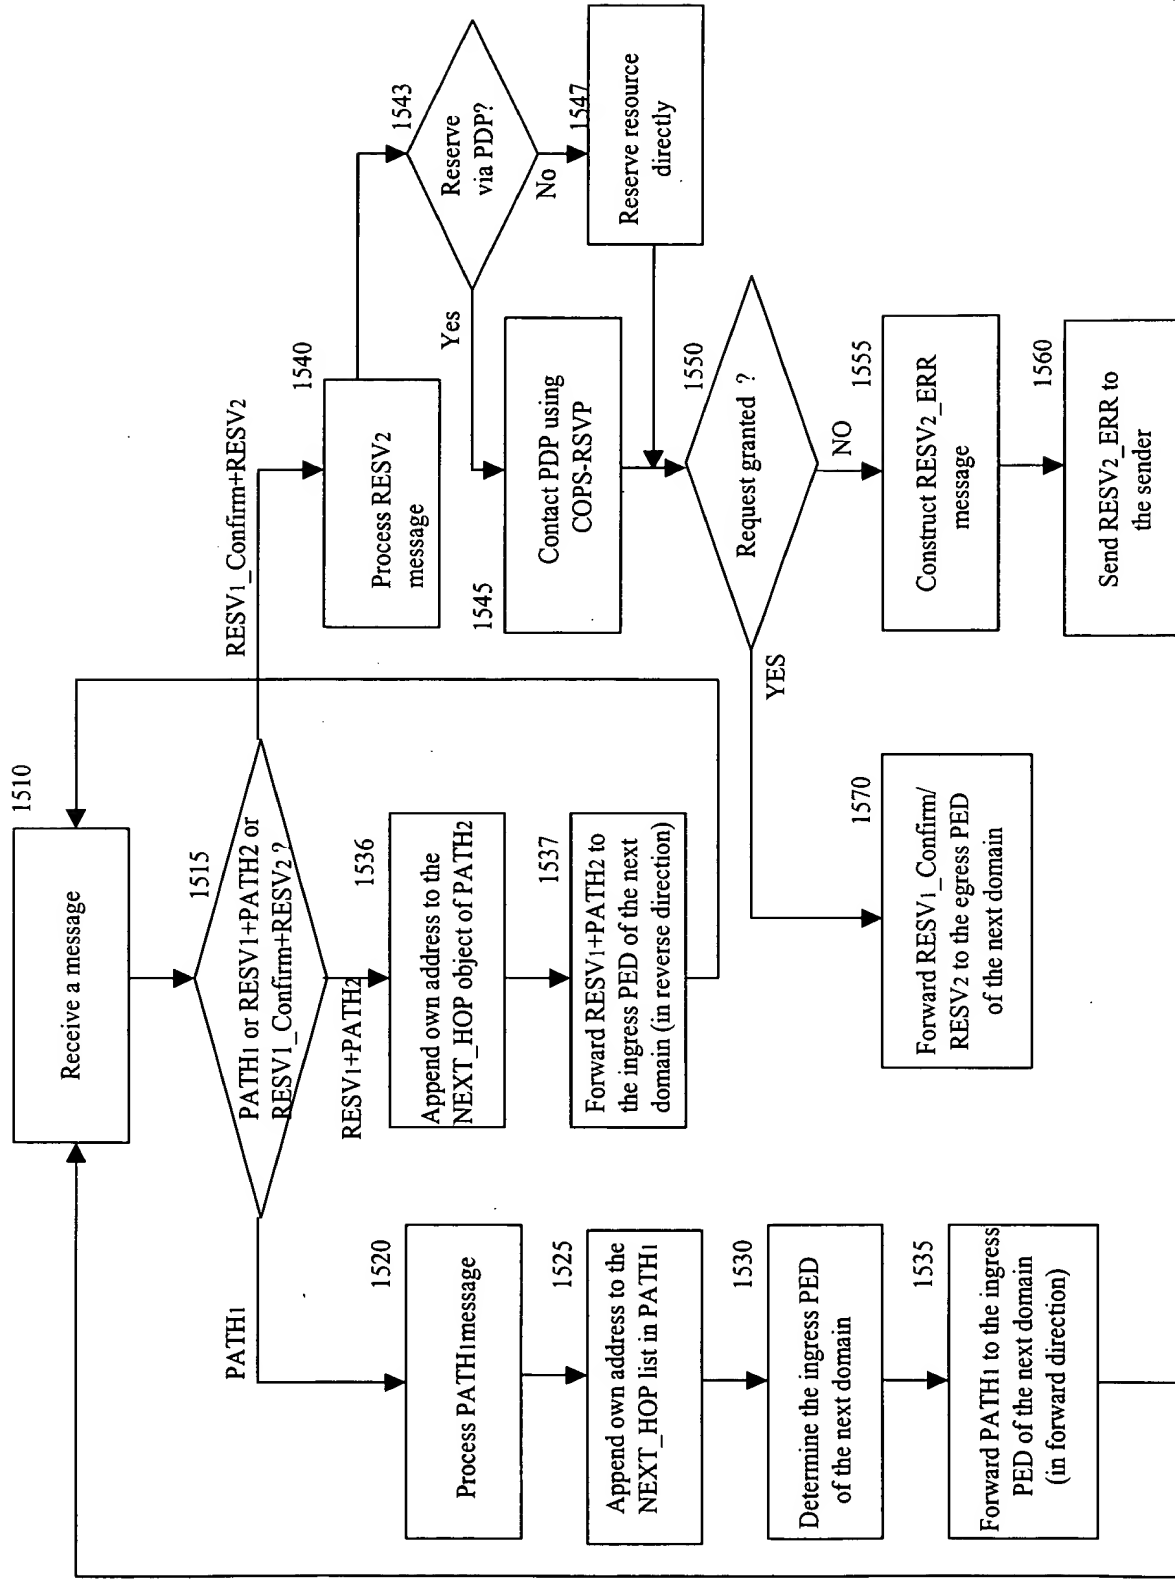 1510
Receive a message
1515
PATH1 or RESV1+PATH2 or
RESV1_Confirm+RESV2 ?
PATH1
RESV1+PATH2
RESV1_Confirm+RESV2
1520
Process PATH1message
1525
Append own address to the
NEXT_HOP list in PATH1
1530
Determine the ingress PED
of the next domain
1535
Forward PATH1 to the ingress
PED of the next domain
(in forward direction)
1536
Append own address to the
NEXT_HOP object of PATH2
1537
Forward RESV1+PATH2 to
the ingress PED of the next
domain (in reverse direction)
1540
Process RESV2
message
1543
Reserve
via PDP?
Yes
No
1545
Contact PDP using
COPS-RSVP
1547
Reserve resource
directly
1550
Request granted ?
YES
NO
1555
Construct RESV2_ERR
message
1560
Send RESV2_ERR to
the sender
1570
Forward RESV1_Confirm/
RESV2 to the egress PED
of the next domain